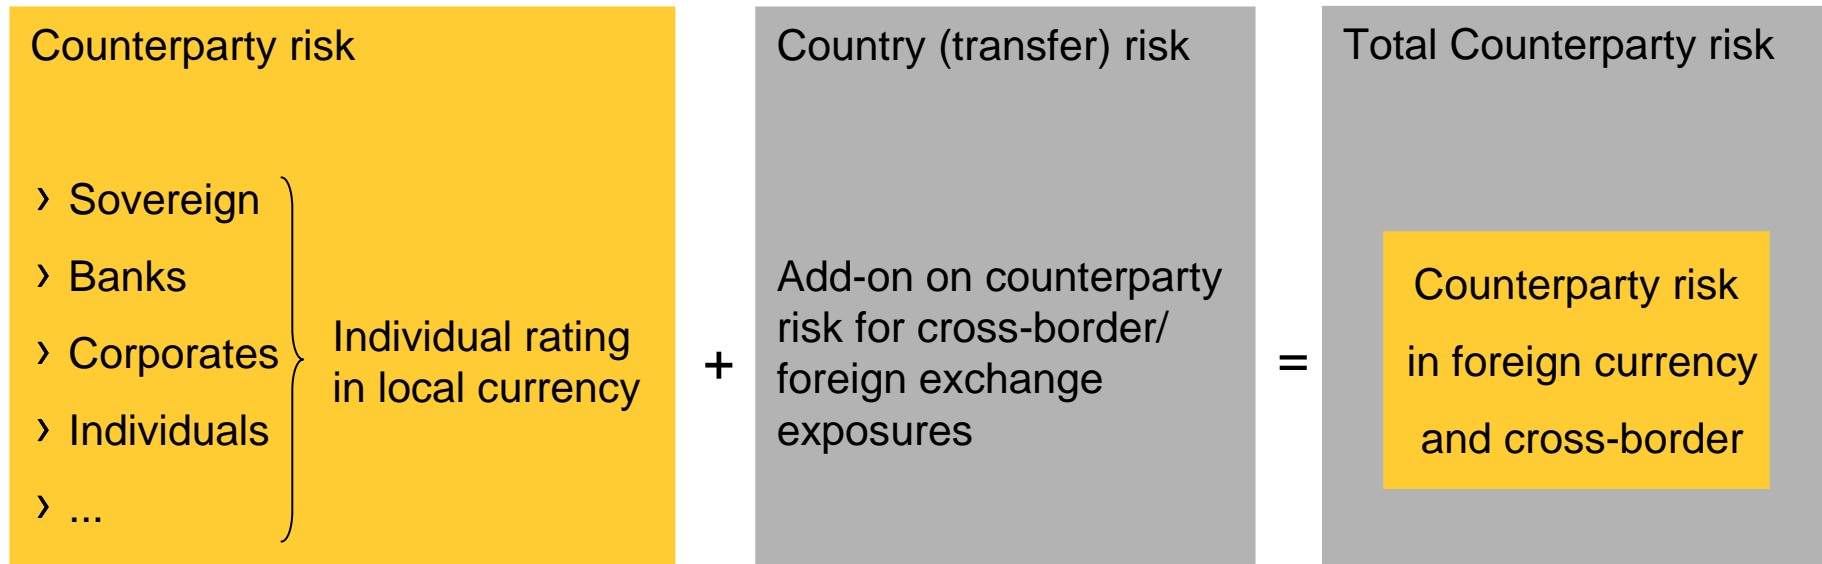 Counterparty risk
› Sovereign
› Banks
› Corporates
› Individuals
› ...
Individual rating
in local currency
+
Country (transfer) risk
Add-on on counterparty
risk for cross-border/
foreign exchange
exposures
=
Total Counterparty risk
Counterparty risk
in foreign currency
and cross-border